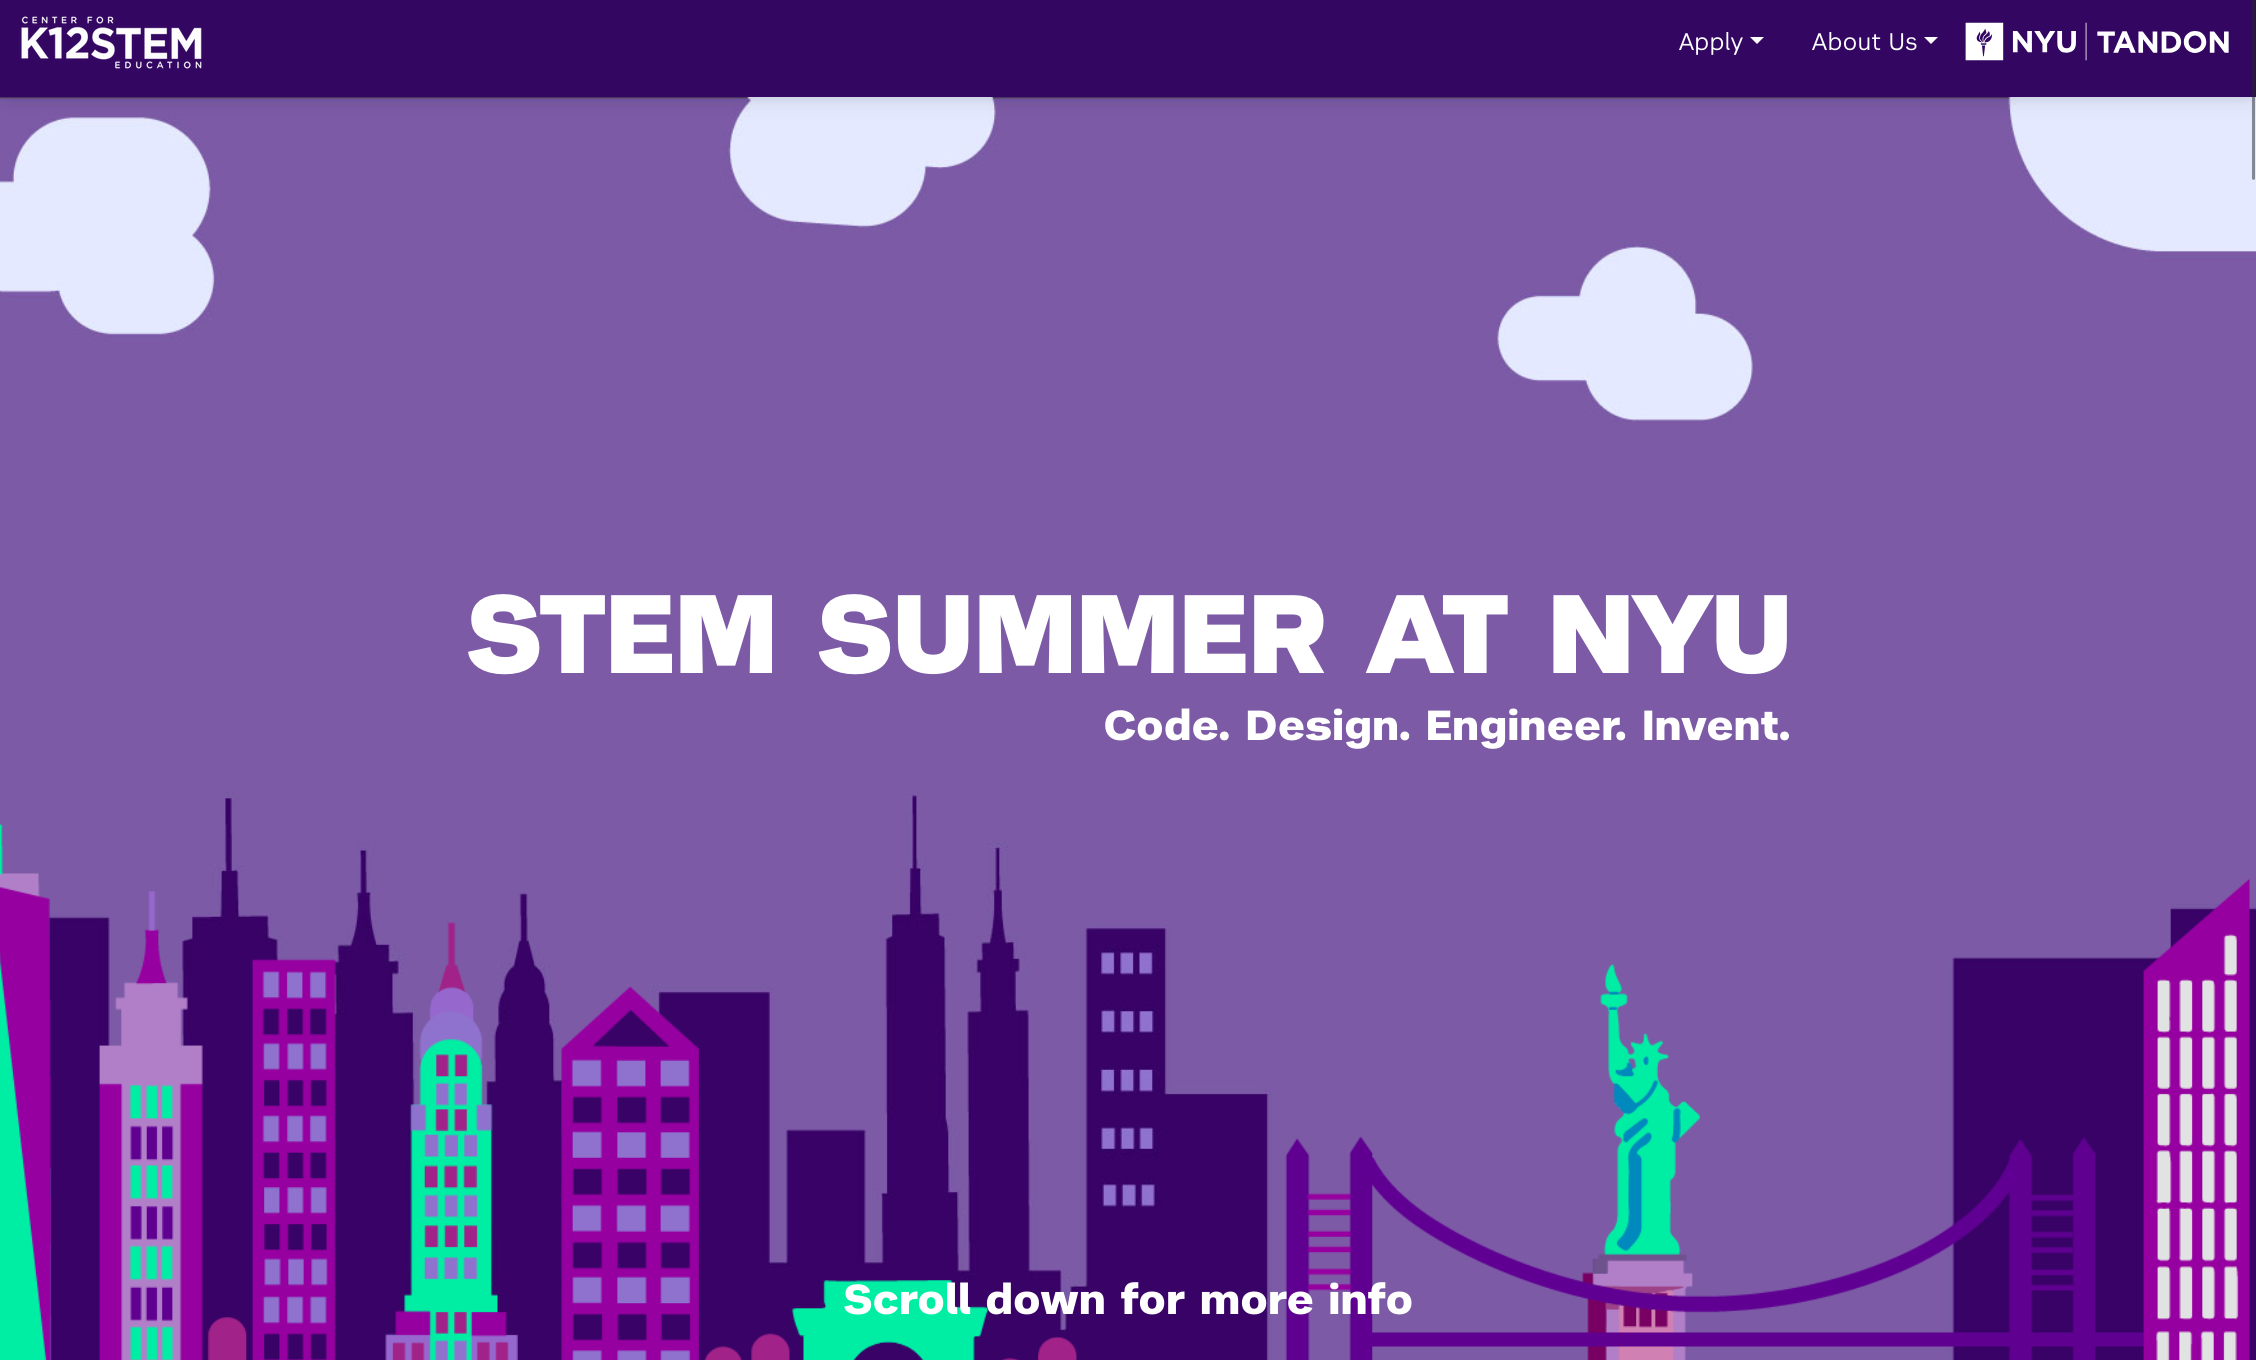 CENTER FOR
K12STEM
EDUCATION
Apply
About Us
NYU | TANDON
STEM SUMMER AT NYU
Code. Design. Engineer. Invent.
Scroll down for more info